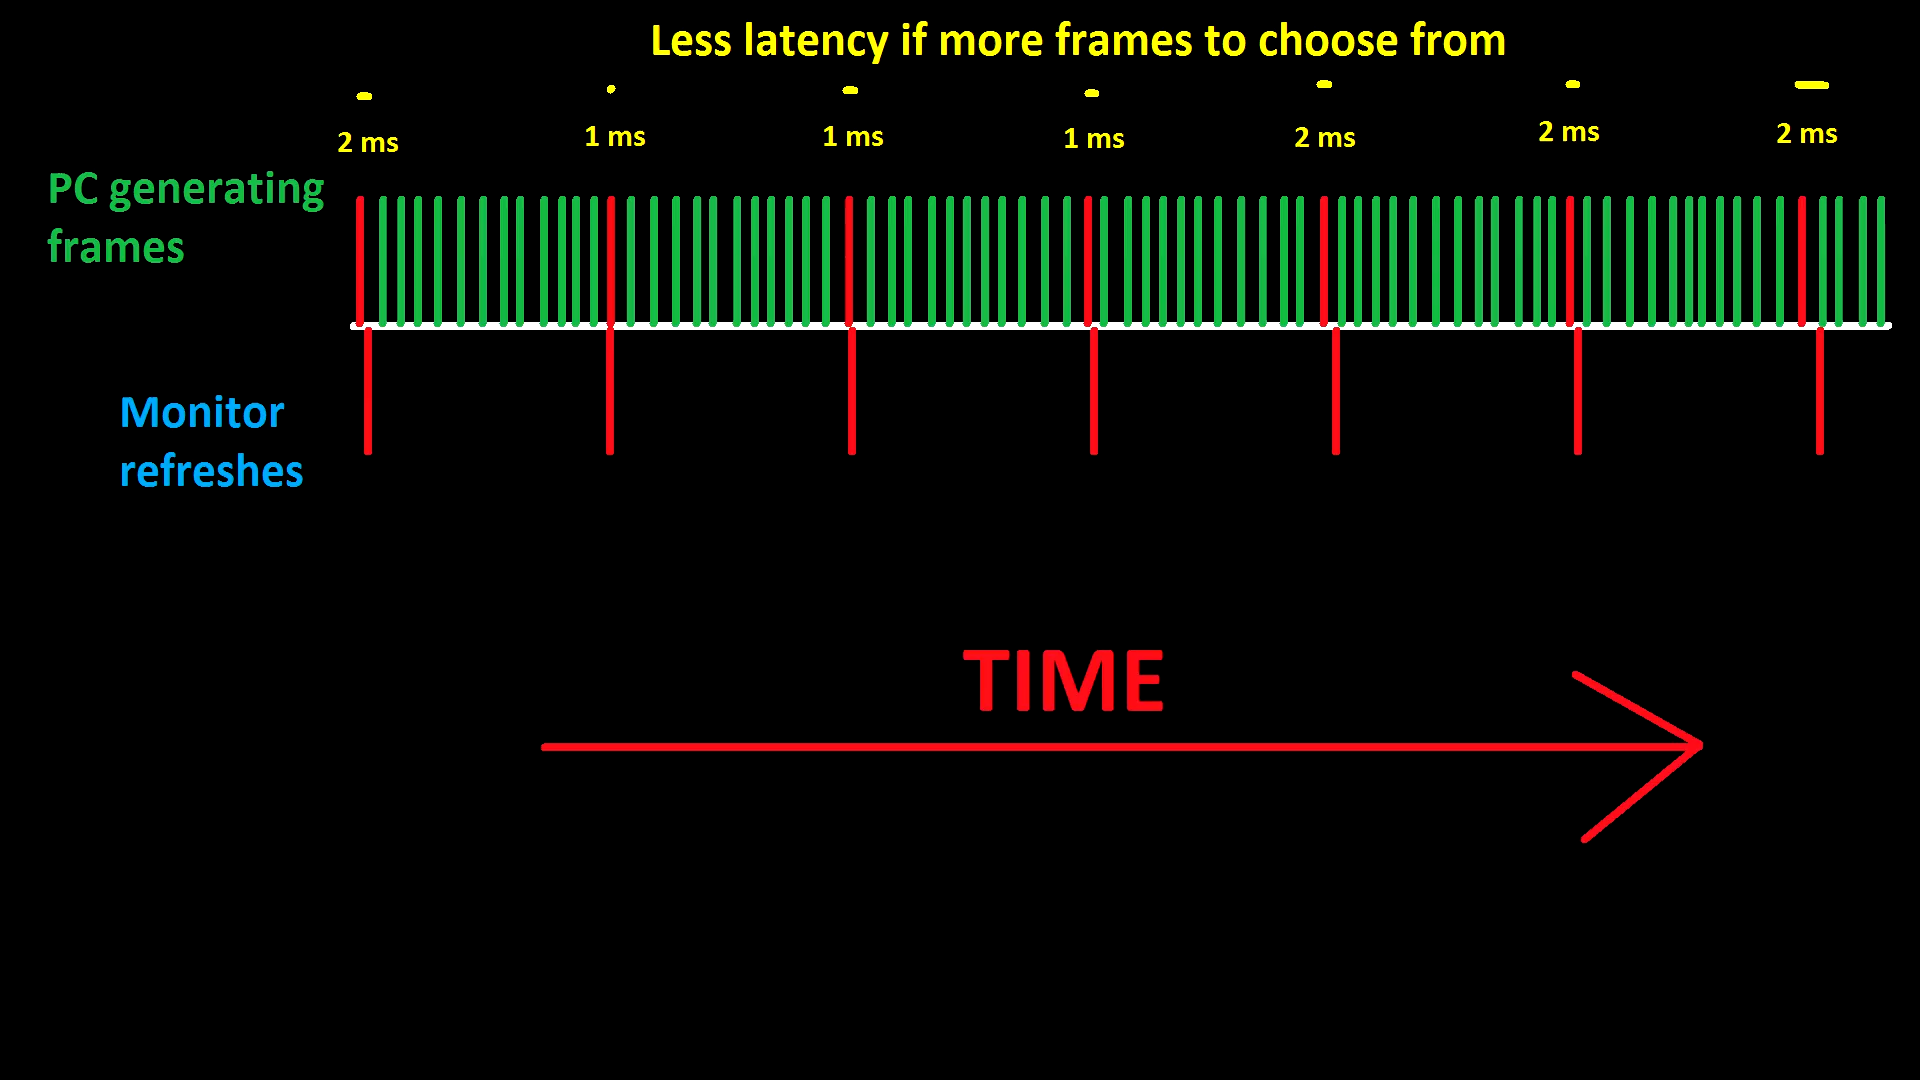 Less latency if more frames to choose from
2 ms
1 ms
1 ms
1 ms
2 ms
2 ms
2 ms
PC generating
frames
Monitor
refreshes
TIME